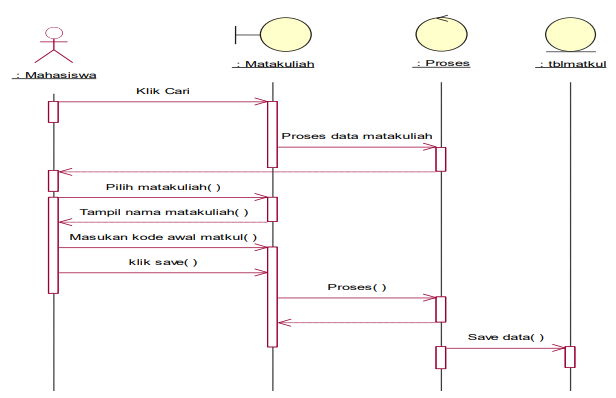 : Mahasiswa
: Matakuliah
: Proses
: tblmatkul
Klik Cari
Proses data matakuliah
Pilih matakuliah( )
Tampil nama matakuliah( )
Masukan kode awal matkul( )
klik save( )
Proses( )
Save data( )